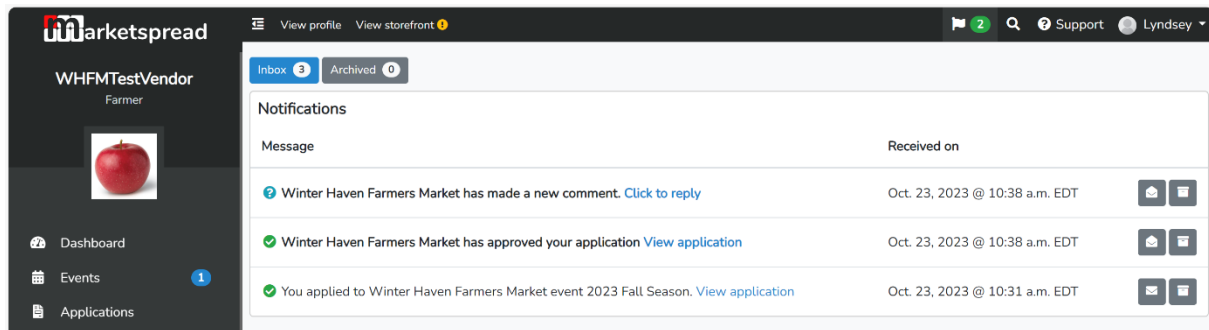 marketspread
View profile View storefront
2 Support Lyndsey
WHFMTestVendor
Farmer
Inbox 3 Archived 0
Notifications
Message Received on
Winter Haven Farmers Market has made a new comment. Click to reply Oct. 23, 2023 @ 10:38 a.m. EDT
Winter Haven Farmers Market has approved your application View application Oct. 23, 2023 @ 10:38 a.m. EDT
You applied to Winter Haven Farmers Market event 2023 Fall Season. View application Oct. 23, 2023 @ 10:31 a.m. EDT
Dashboard
Events 1
Applications